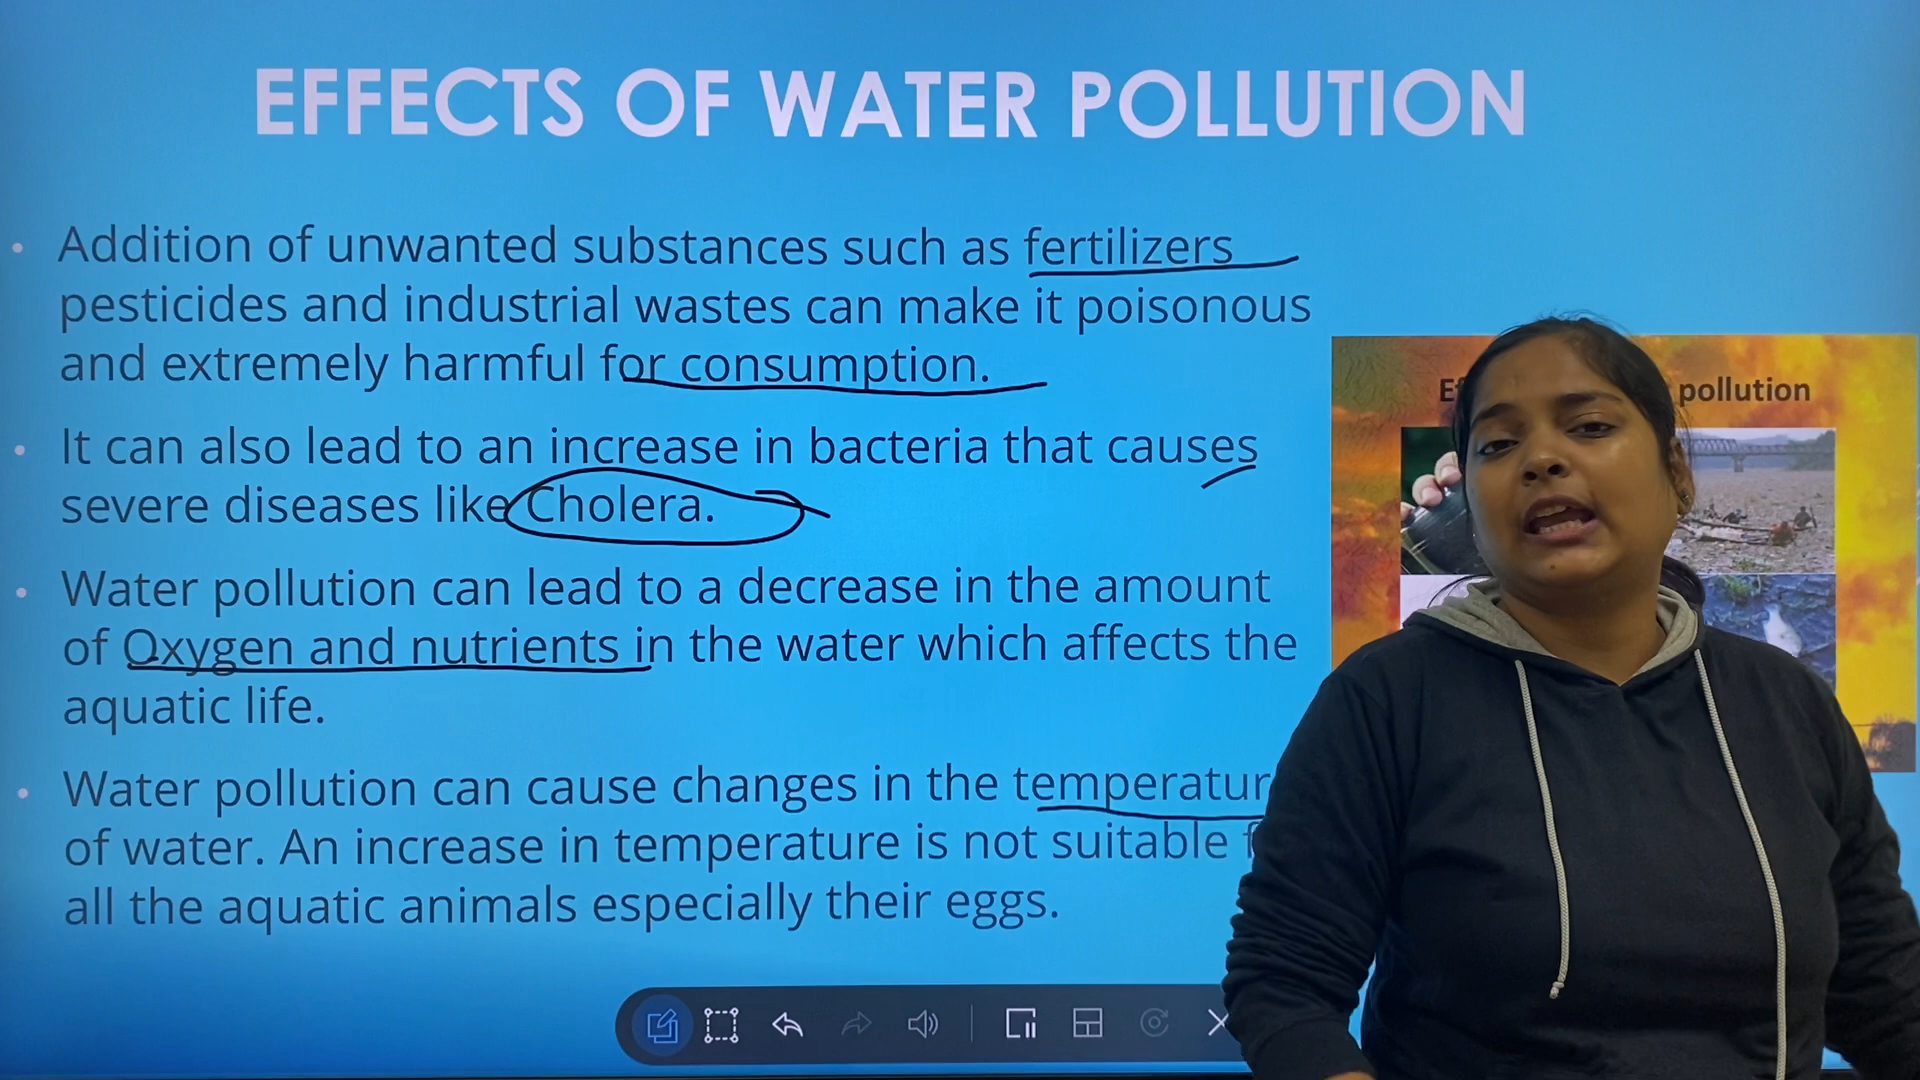 EFFECTS OF WATER POLLUTION
• Addition of unwanted substances such as fertilizers
pesticides and industrial wastes can make it poisonous
and extremely harmful for consumption.
• It can also lead to an increase in bacteria that causes
severe diseases like Cholera.
• Water pollution can lead to a decrease in the amount
of Oxygen and nutrients in the water which affects the
aquatic life.
• Water pollution can cause changes in the
of water. An increase in temperature is not suitable
all the aquatic animals especially their eggs.
pollution